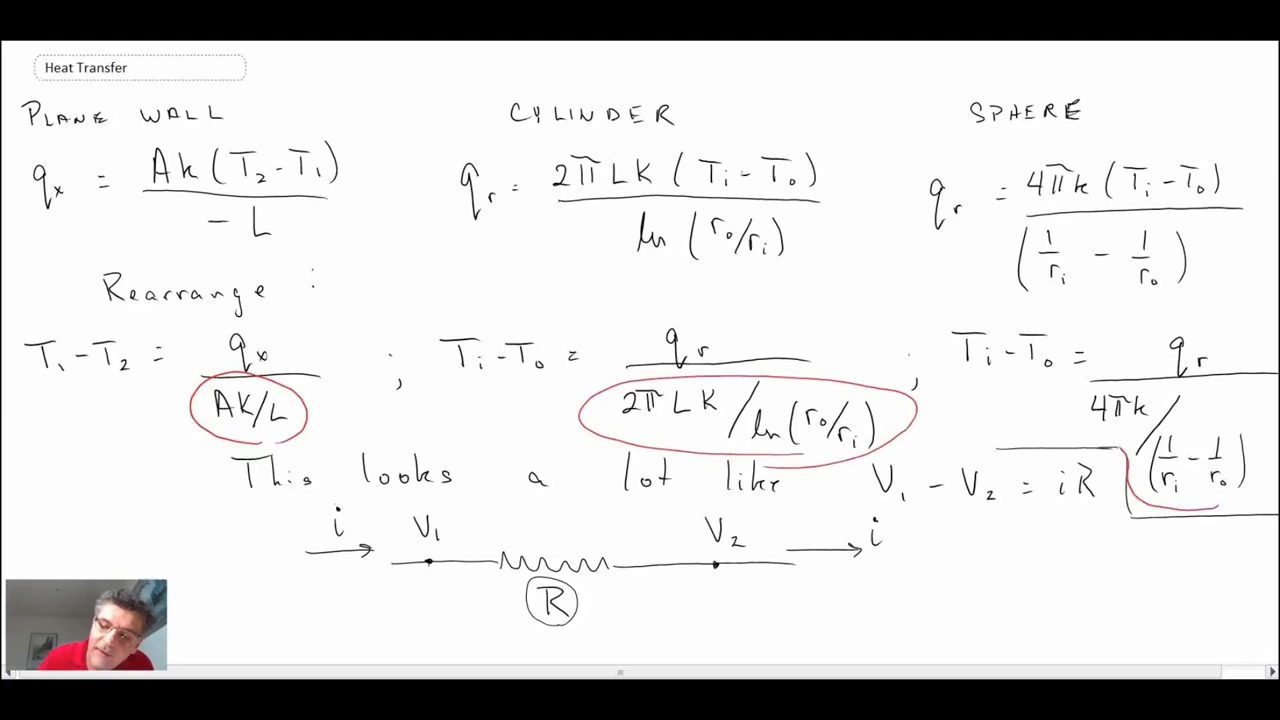 Heat Transfer
PLANE WALL CYLINDER SPHERE
qx = Ak (T2 - T1) / - L
qr = 2πLK (Ti - To) / ln (ro/ri)
qr = 4πk (Ti - To) / (1/ri - 1/ro)
Rearrange :
T1 - T2 = qx / AK/L ; Ti - To = qr / 2πLK / ln (ro/ri) ; Ti - To = qr / 4πk / (1/ri - 1/ro)
This looks a lot like V1 - V2 = iR
i V1 V2 i
R